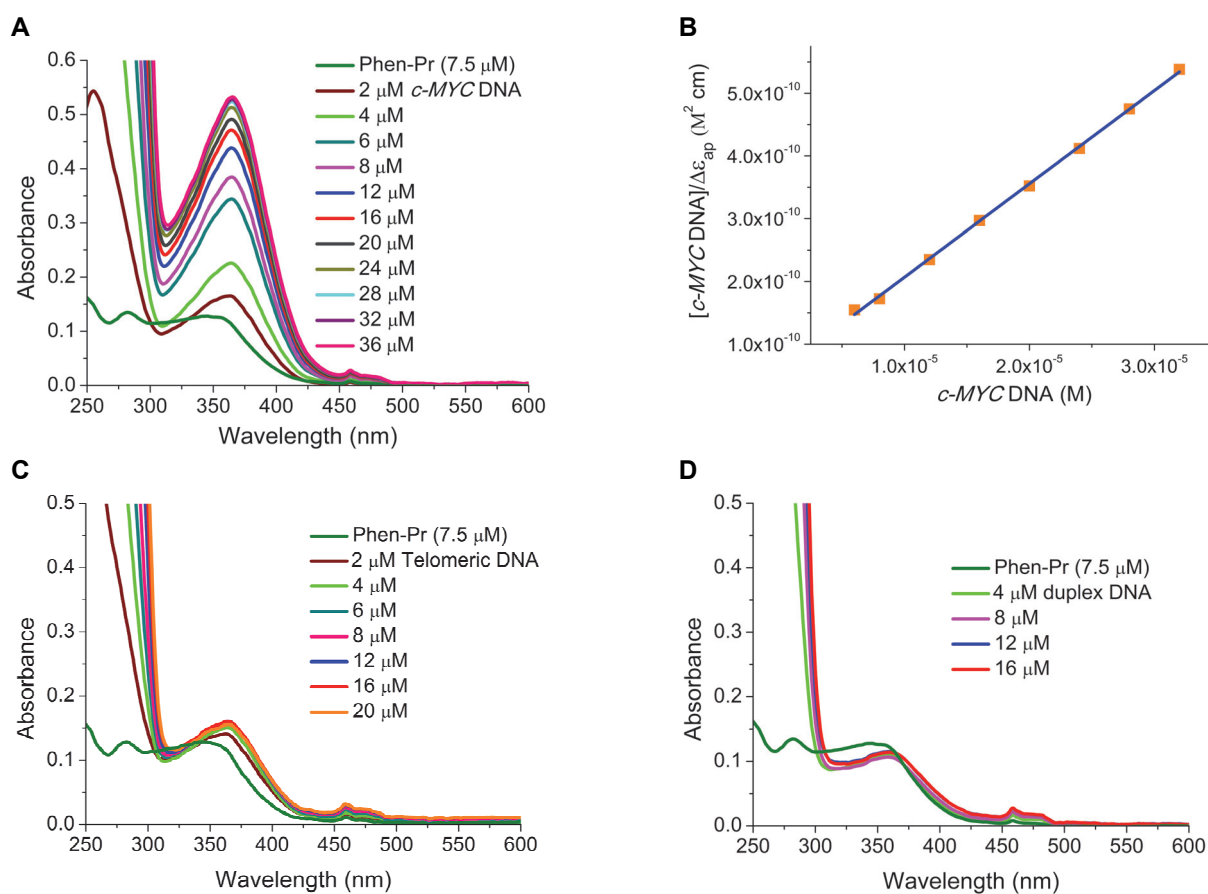 A
Absorbance
0.6
0.5
0.4
0.3
0.2
0.1
0.0
250 300 350 400 450 500 550 600
Wavelength (nm)
Phen-Pr (7.5 μM)
2 μM c-MYC DNA
4 μM
6 μM
8 μM
12 μM
16 μM
20 μM
24 μM
28 μM
32 μM
36 μM
B
[c-MYC DNA]/Δε_ap (M² cm)
5.0x10⁻¹⁰
4.0x10⁻¹⁰
3.0x10⁻¹⁰
2.0x10⁻¹⁰
1.0x10⁻¹⁰
1.0x10⁻⁵ 2.0x10⁻⁵ 3.0x10⁻⁵
c-MYC DNA (M)
C
Absorbance
0.5
0.4
0.3
0.2
0.1
0.0
250 300 350 400 450 500 550 600
Wavelength (nm)
Phen-Pr (7.5 μM)
2 μM Telomeric DNA
4 μM
6 μM
8 μM
12 μM
16 μM
20 μM
D
Absorbance
0.5
0.4
0.3
0.2
0.1
0.0
250 300 350 400 450 500 550 600
Wavelength (nm)
Phen-Pr (7.5 μM)
4 μM duplex DNA
8 μM
12 μM
16 μM